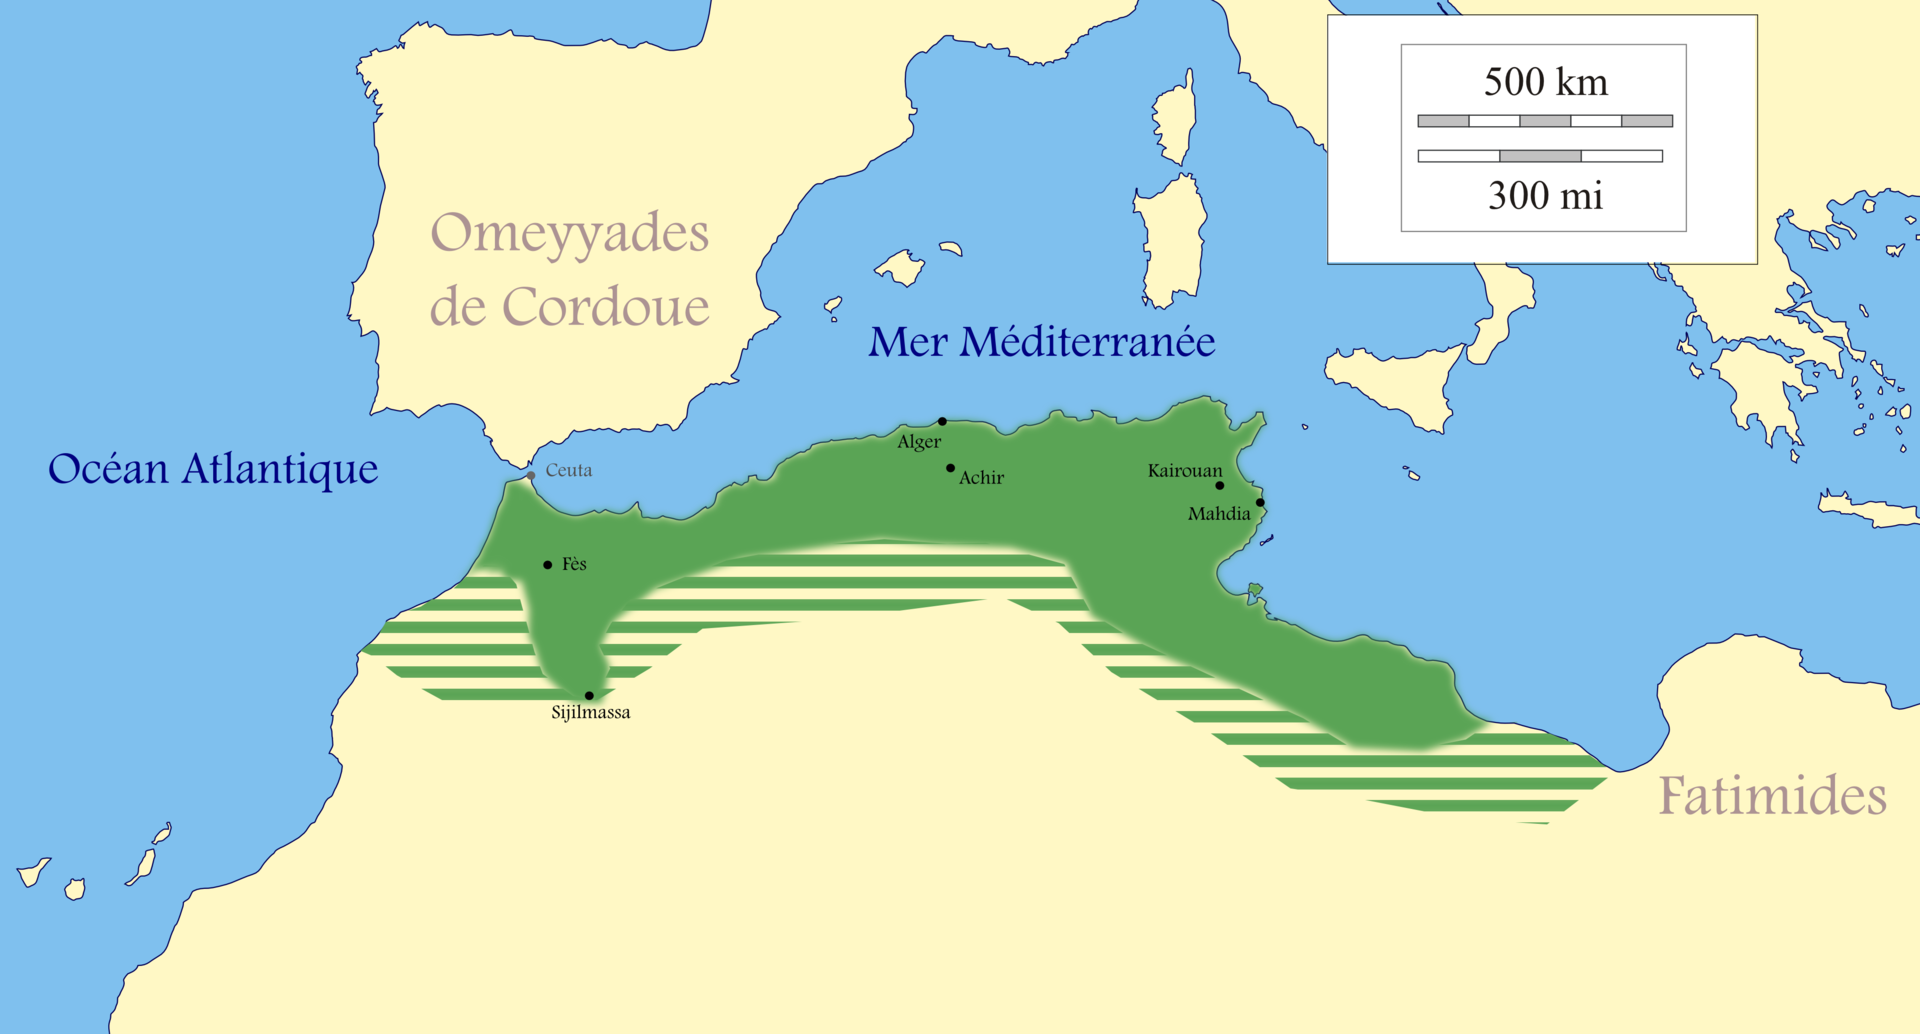 500 km
300 mi
Omeyyades
de Cordoue
Mer Méditerranée
Océan Atlantique
Ceuta
Alger
Achir
Kairouan
Mahdia
Fès
Sijilmassa
Fatimides